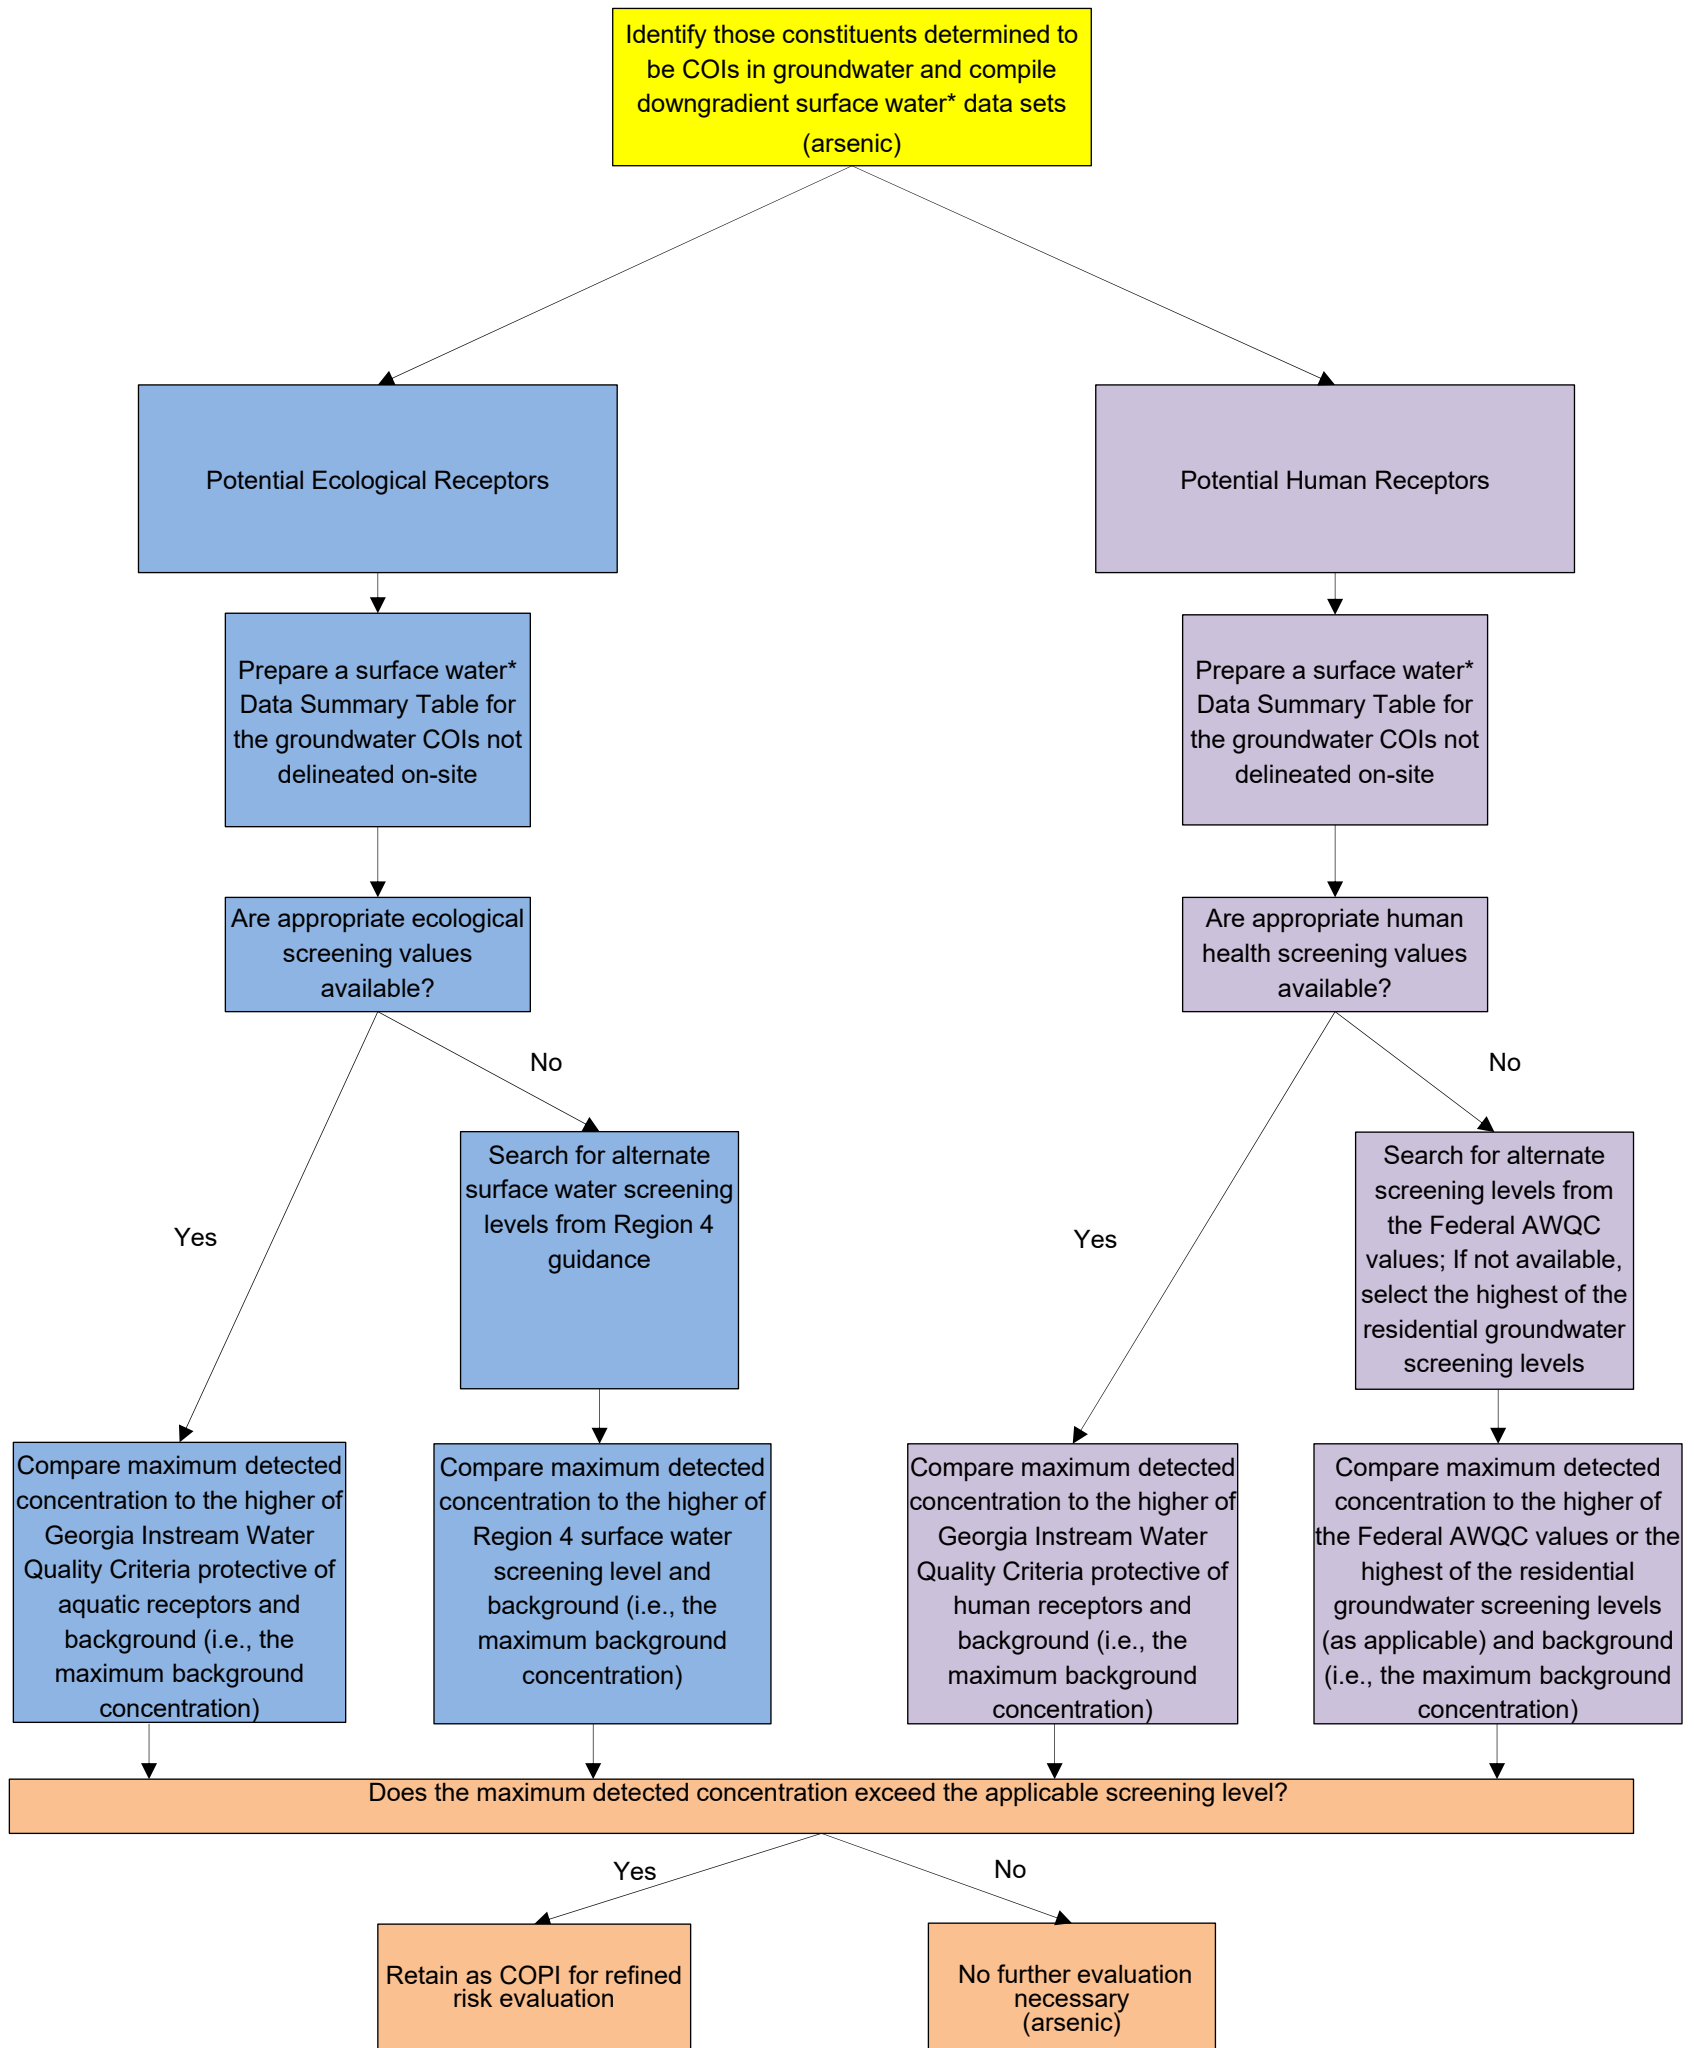 Identify those constituents determined to
be COIs in groundwater and compile
downgradient surface water* data sets
(arsenic)
Potential Ecological Receptors
Potential Human Receptors
Prepare a surface water*
Data Summary Table for
the groundwater COIs not
delineated on-site
Prepare a surface water*
Data Summary Table for
the groundwater COIs not
delineated on-site
Are appropriate ecological
screening values
available?
Are appropriate human
health screening values
available?
No
No
Yes
Yes
Search for alternate
surface water screening
levels from Region 4
guidance
Search for alternate
screening levels from
the Federal AWQC
values; If not available,
select the highest of the
residential groundwater
screening levels
Compare maximum detected
concentration to the higher of
Georgia Instream Water
Quality Criteria protective of
aquatic receptors and
background (i.e., the
maximum background
concentration)
Compare maximum detected
concentration to the higher of
Region 4 surface water
screening level and
background (i.e., the
maximum background
concentration)
Compare maximum detected
concentration to the higher of
Georgia Instream Water
Quality Criteria protective of
human receptors and
background (i.e., the
maximum background
concentration)
Compare maximum detected
concentration to the higher of
the Federal AWQC values or the
highest of the residential
groundwater screening levels
(as applicable) and background
(i.e., the maximum background
concentration)
Does the maximum detected concentration exceed the applicable screening level?
Yes
No
Retain as COPI for refined
risk evaluation
No further evaluation
necessary
(arsenic)